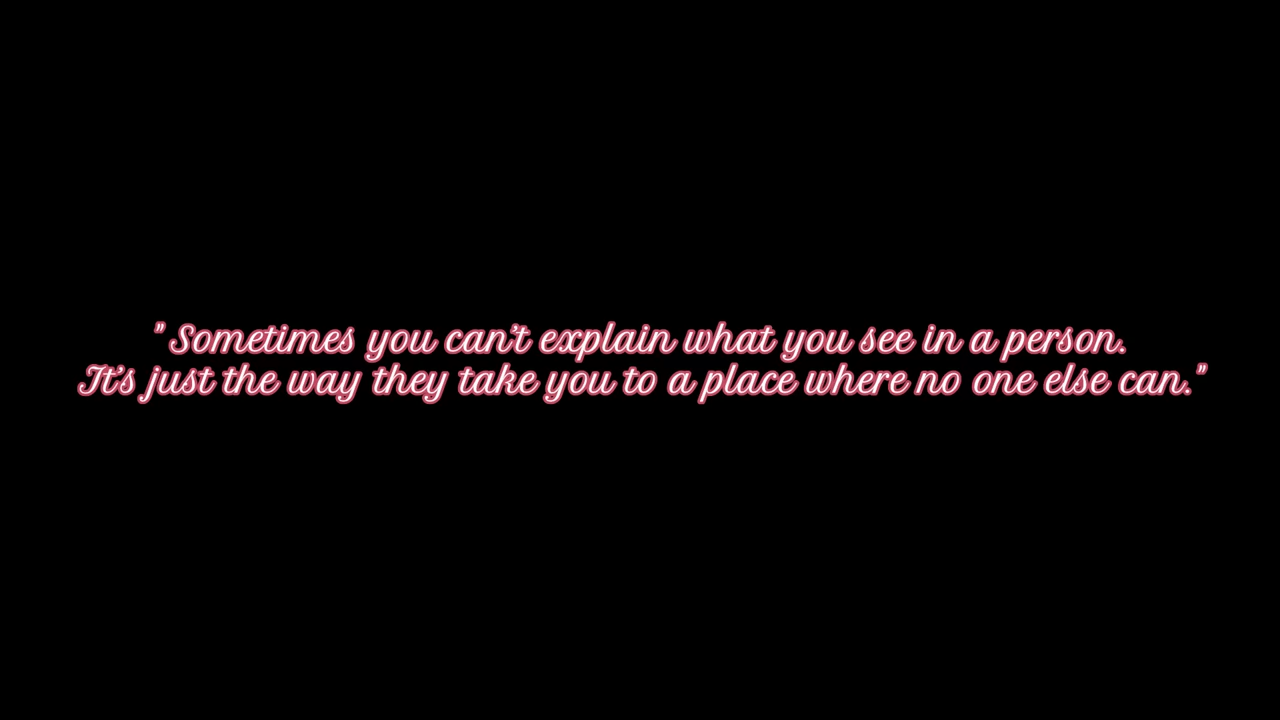 " Sometimes you can't explain what you see in a person.
It's just the way they take you to a place where no one else can."